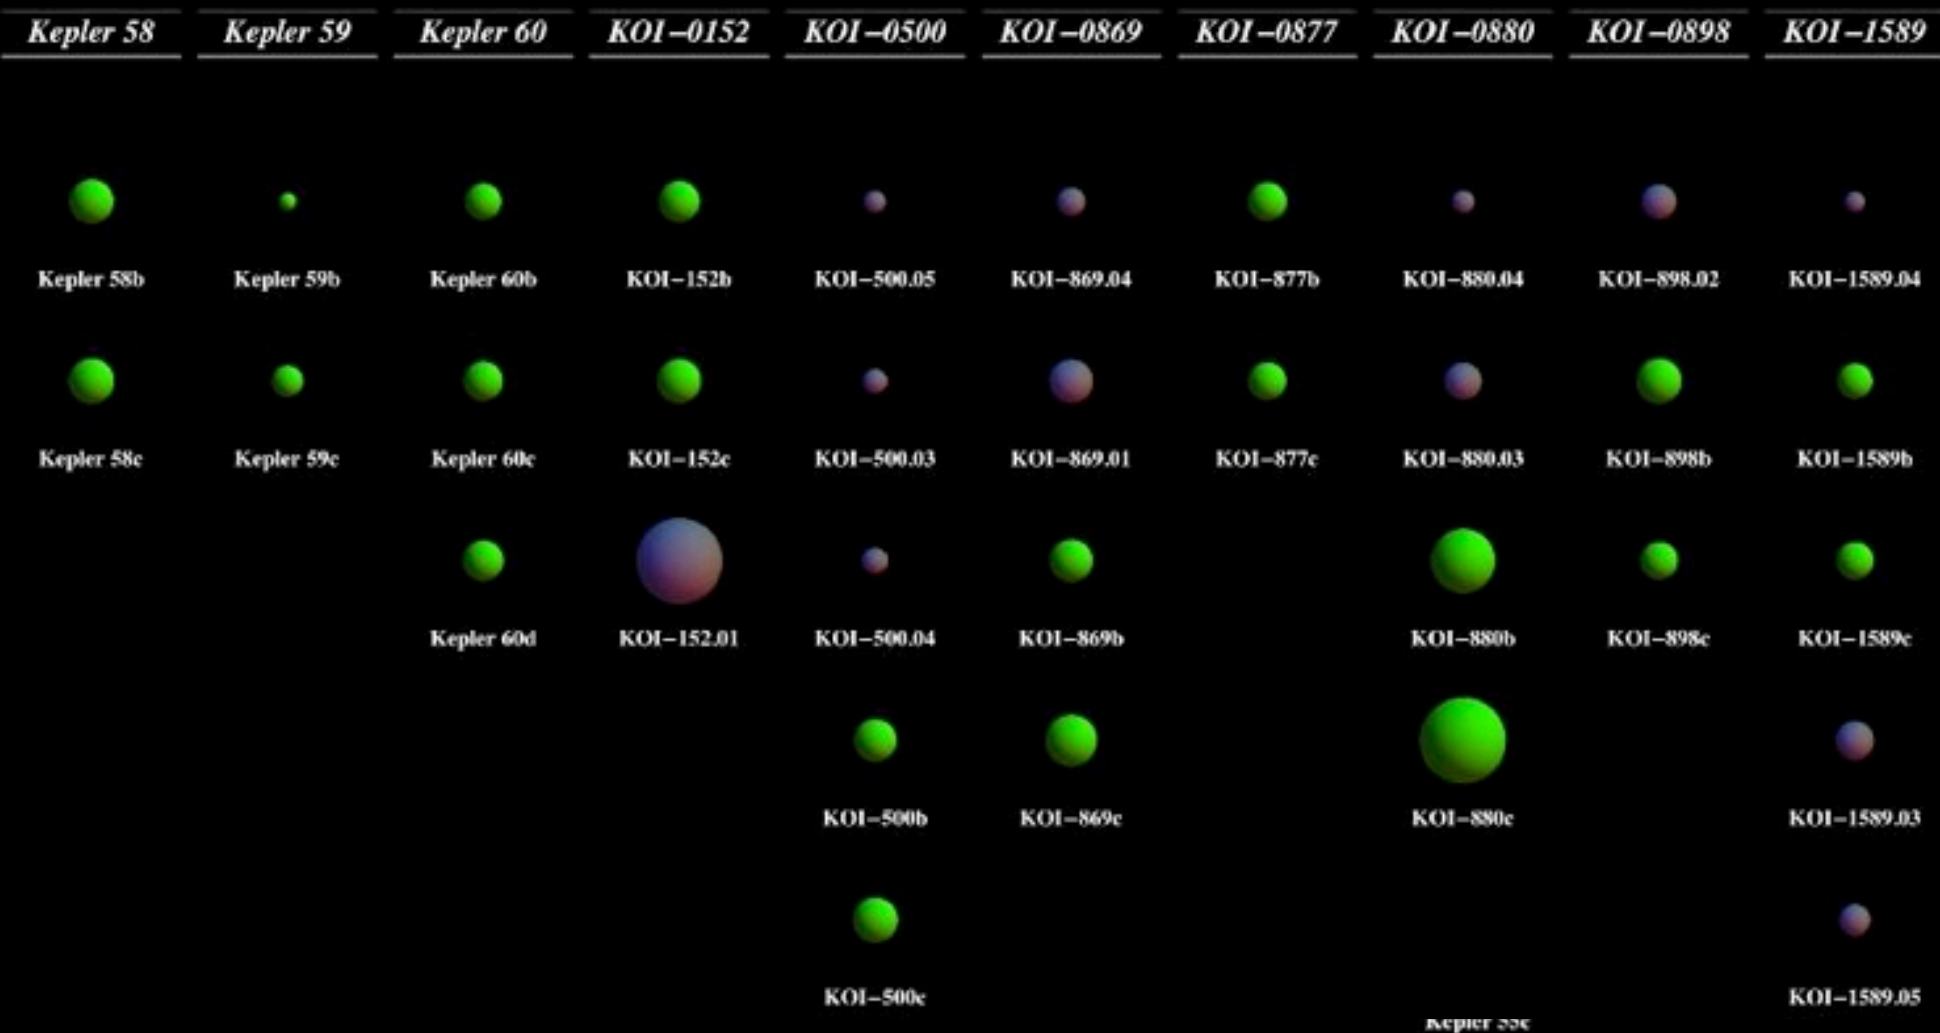 Kepler 58 Kepler 59 Kepler 60 KOI–0152 KOI–0500 KOI–0869 KOI–0877 KOI–0880 KOI–0898 KOI–1589
Kepler 58b Kepler 59b Kepler 60b KOI–152b KOI–500.05 KOI–869.04 KOI–877b KOI–880.04 KOI–898.02 KOI–1589.04
Kepler 58c Kepler 59c Kepler 60c KOI–152c KOI–500.03 KOI–869.01 KOI–877c KOI–880.03 KOI–898b KOI–1589b
Kepler 60d KOI–152.01 KOI–500.04 KOI–869b KOI–880b KOI–898c KOI–1589c
KOI–500b KOI–869c KOI–880c KOI–1589.03
KOI–500c KOI–1589.05
Kepler